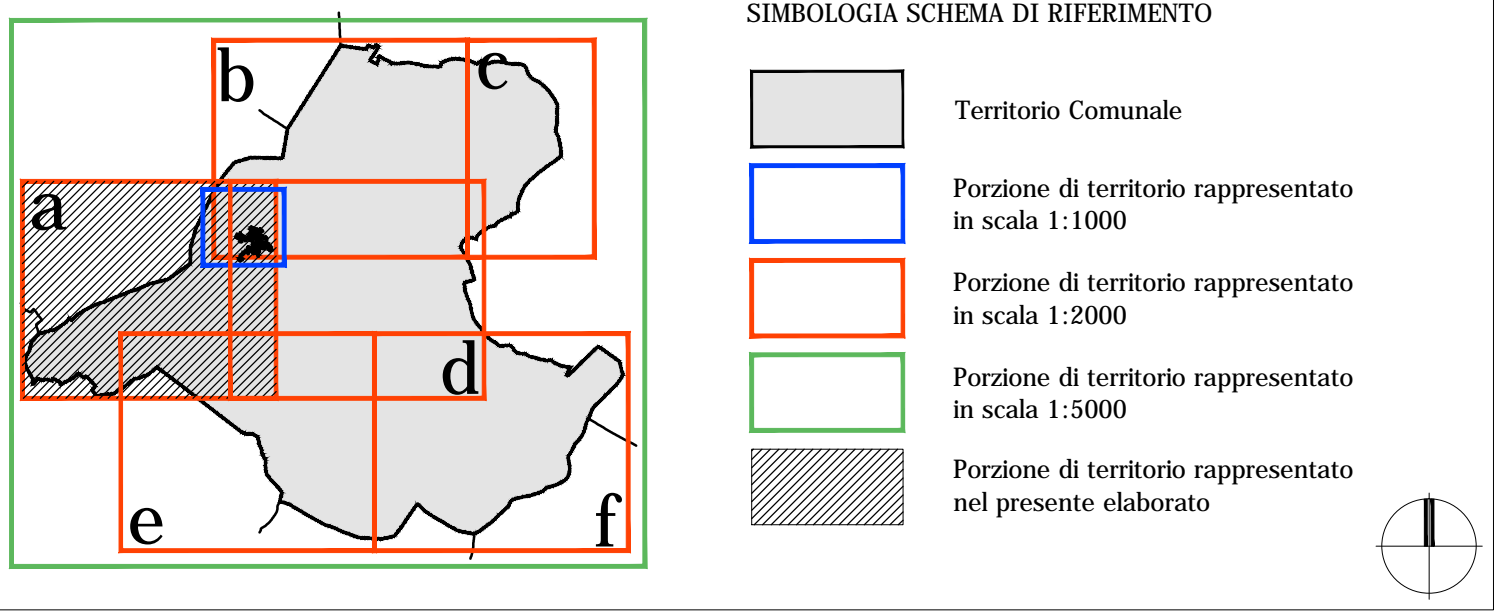 SIMBOLOGIA SCHEMA DI RIFERIMENTO
b
c
a
d
e
f
Territorio Comunale
Porzione di territorio rappresentato
in scala 1:1000
Porzione di territorio rappresentato
in scala 1:2000
Porzione di territorio rappresentato
in scala 1:5000
Porzione di territorio rappresentato
nel presente elaborato